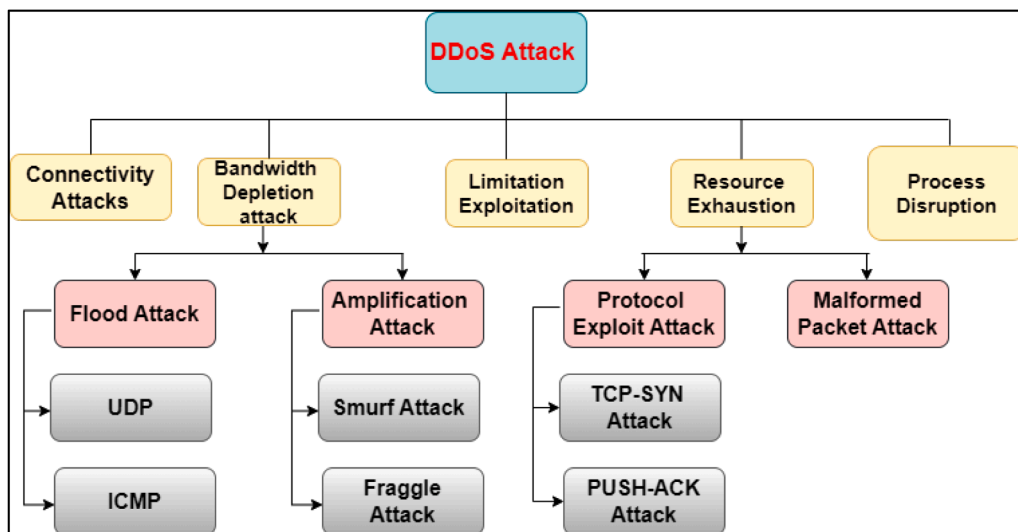 DDoS Attack
Connectivity
Attacks
Bandwidth
Depletion
attack
Limitation
Exploitation
Resource
Exhaustion
Process
Disruption
Flood Attack
Amplification
Attack
Protocol
Exploit Attack
Malformed
Packet Attack
UDP
Smurf Attack
TCP-SYN
Attack
ICMP
Fraggle
Attack
PUSH-ACK
Attack